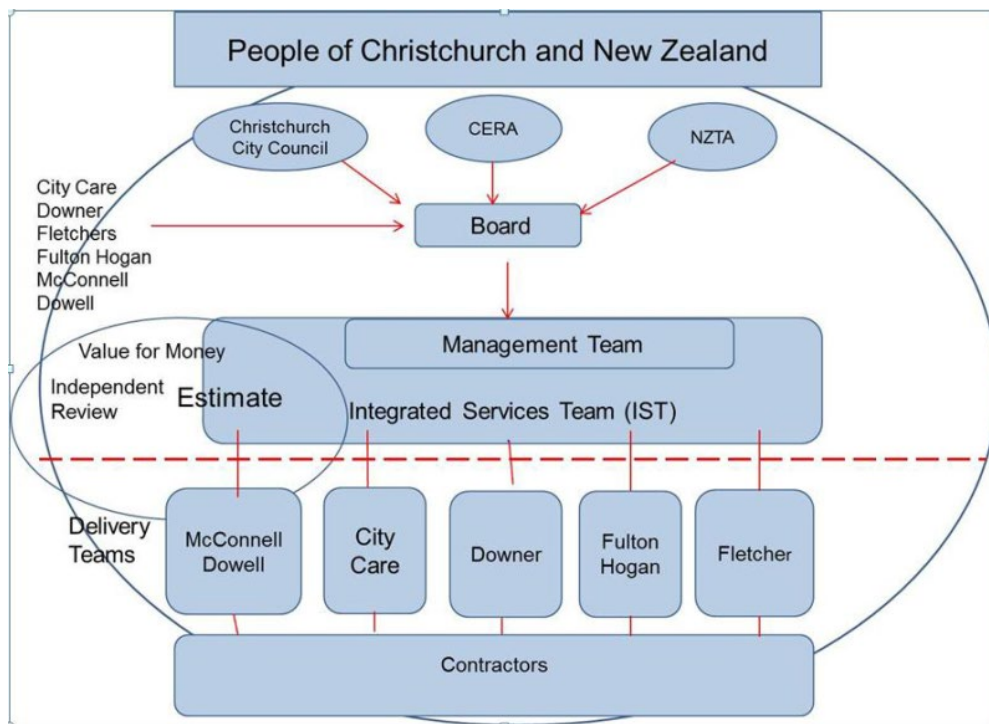 People of Christchurch and New Zealand
Christchurch
City Council
CERA
NZTA
City Care
Downer
Fletchers
Fulton Hogan
McConnell
Dowell
Board
Management Team
Value for Money
Independent
Review
Estimate
Integrated Services Team (IST)
Delivery
Teams
McConnell
Dowell
City
Care
Downer
Fulton
Hogan
Fletcher
Contractors